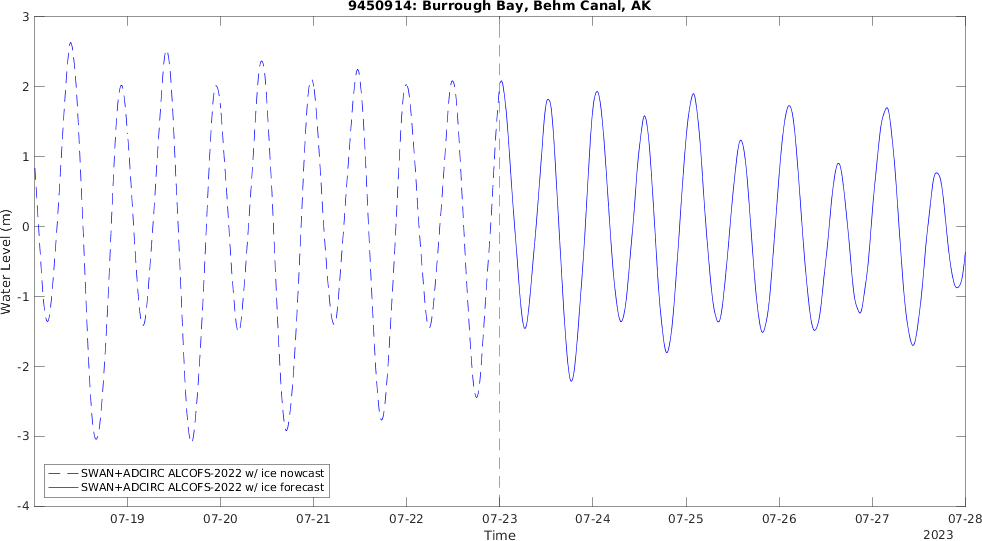 9450914: Burrough Bay, Behm Canal, AK
3
2
1
0
-1
-2
-3
-4
Water Level (m)
SWAN+ADCIRC ALCOFS-2022 w/ ice nowcast
SWAN+ADCIRC ALCOFS-2022 w/ ice forecast
07-19 07-20 07-21 07-22 07-23 07-24 07-25 07-26 07-27 07-28
Time
2023